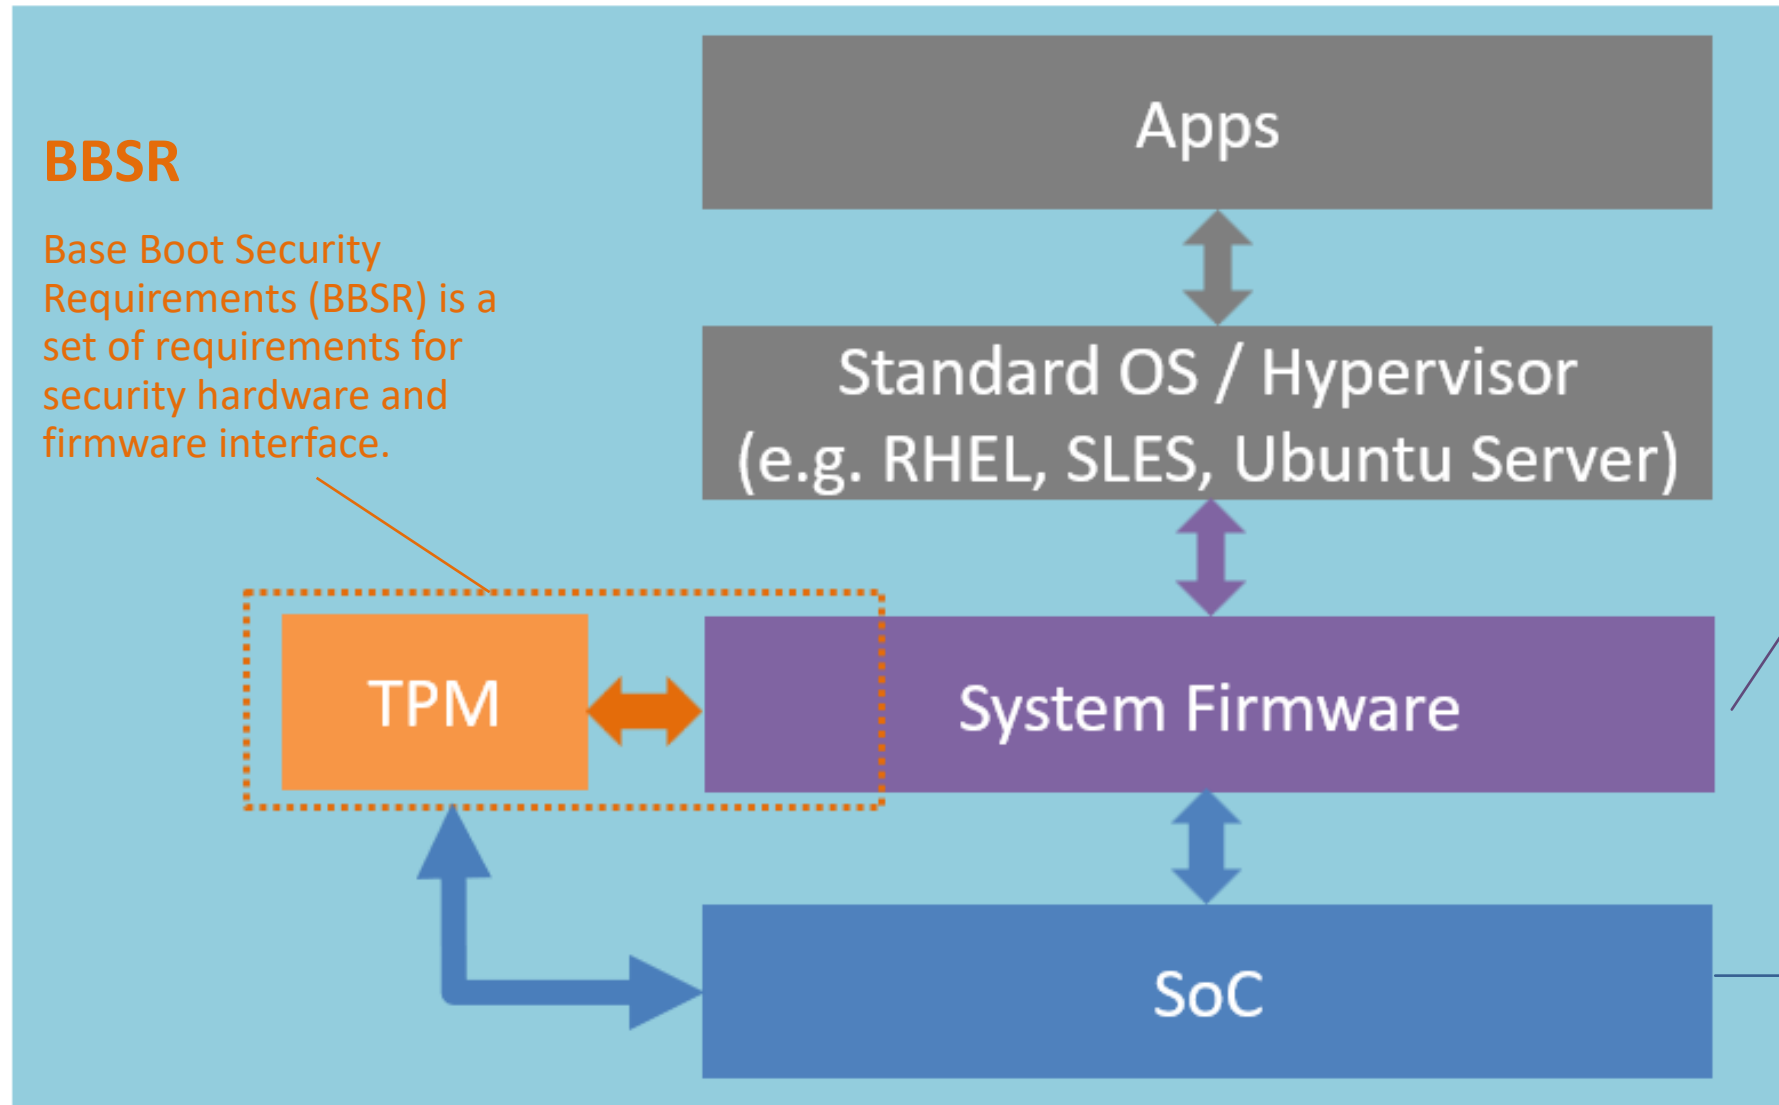 Apps
BBSR
Base Boot Security
Requirements (BBSR) is a
set of requirements for
security hardware and
firmware interface.
Standard OS / Hypervisor
(e.g. RHEL, SLES, Ubuntu Server)
TPM
System Firmware
SoC